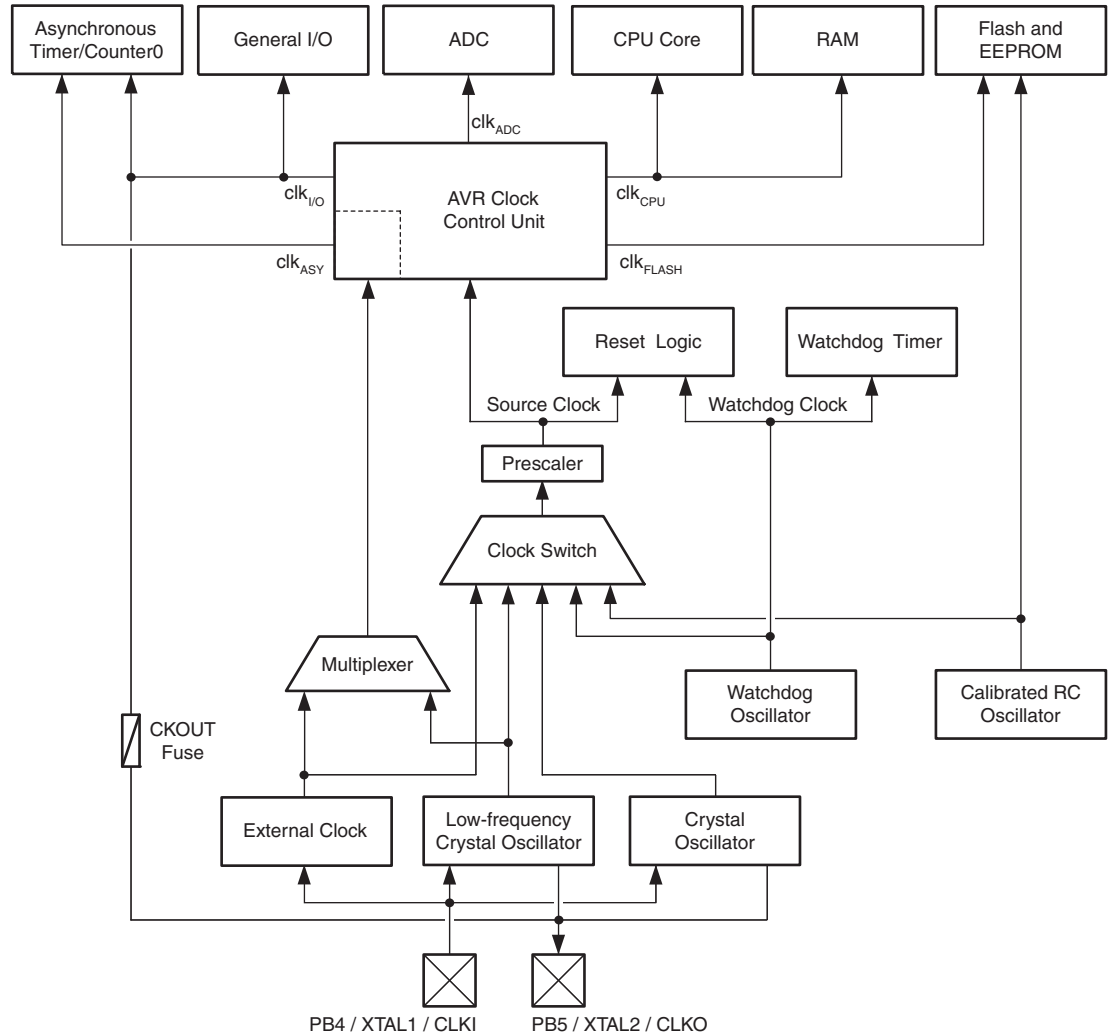 Asynchronous
Timer/Counter0
General I/O
ADC
CPU Core
RAM
Flash and
EEPROM
clkADC
clkI/O
AVR Clock
Control Unit
clkCPU
clkASY
clkFLASH
Reset Logic
Watchdog Timer
Source Clock
Watchdog Clock
Prescaler
Clock Switch
Multiplexer
Watchdog
Oscillator
Calibrated RC
Oscillator
CKOUT
Fuse
External Clock
Low-frequency
Crystal Oscillator
Crystal
Oscillator
PB4 / XTAL1 / CLKI
PB5 / XTAL2 / CLKO